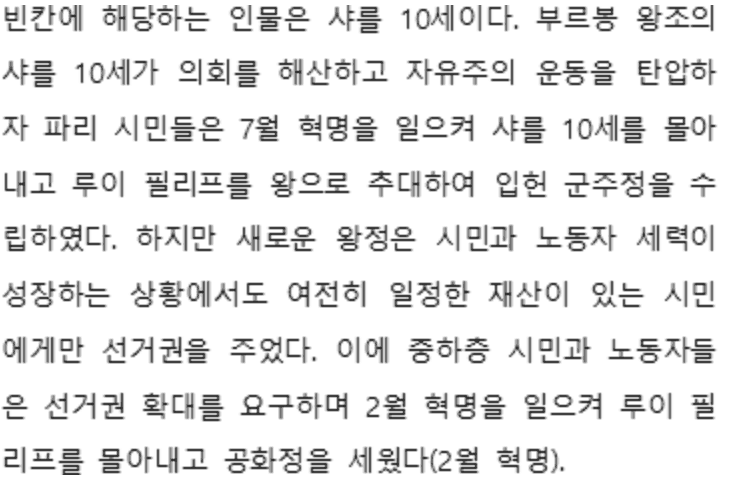 빈칸에 해당하는 인물은 샤를 10세이다. 부르봉 왕조의
샤를 10세가 의회를 해산하고 자유주의 운동을 탄압하
자 파리 시민들은 7월 혁명을 일으켜 샤를 10세를 몰아
내고 루이 필리프를 왕으로 추대하여 입헌 군주정을 수
립하였다. 하지만 새로운 왕정은 시민과 노동자 세력이
성장하는 상황에서도 여전히 일정한 재산이 있는 시민
에게만 선거권을 주었다. 이에 중하층 시민과 노동자들
은 선거권 확대를 요구하며 2월 혁명을 일으켜 루이 필
리프를 몰아내고 공화정을 세웠다(2월 혁명).